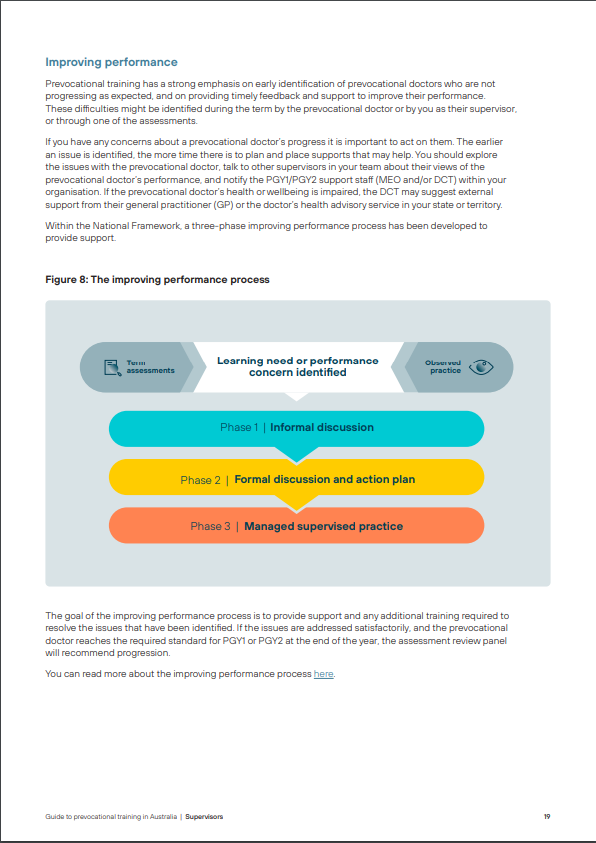 Improving performance
Prevocational training has a strong emphasis on early identification of prevocational doctors who are not
progressing as expected, and on providing timely feedback and support to improve their performance.
These difficulties might be identified during the term by the prevocational doctor or by you as their supervisor,
or through one of the assessments.
If you have any concerns about a prevocational doctor's progress it is important to act on them. The earlier
an issue is identified, the more time there is to plan and place supports that may help. You should explore
the issues with the prevocational doctor, talk to other supervisors in your team about their views of the
prevocational doctor's performance, and notify the PGY1/PGY2 support staff (MEO and/or DCT) within your
organisation. If the prevocational doctor's health or wellbeing is impaired, the DCT may suggest external
support from their general practitioner (GP) or the doctor's health advisory service in your state or territory.
Within the National Framework, a three-phase improving performance process has been developed to
provide support.
Figure 8: The improving performance process
Term
assessments
Learning need or performance
concern identified
Observed
practice
Phase 1 | Informal discussion
Phase 2 | Formal discussion and action plan
Phase 3 | Managed supervised practice
The goal of the improving performance process is to provide support and any additional training required to
resolve the issues that have been identified. If the issues are addressed satisfactorily, and the prevocational
doctor reaches the required standard for PGY1 or PGY2 at the end of the year, the assessment review panel
will recommend progression.
You can read more about the improving performance process here.
Guide to prevocational training in Australia | Supervisors
19